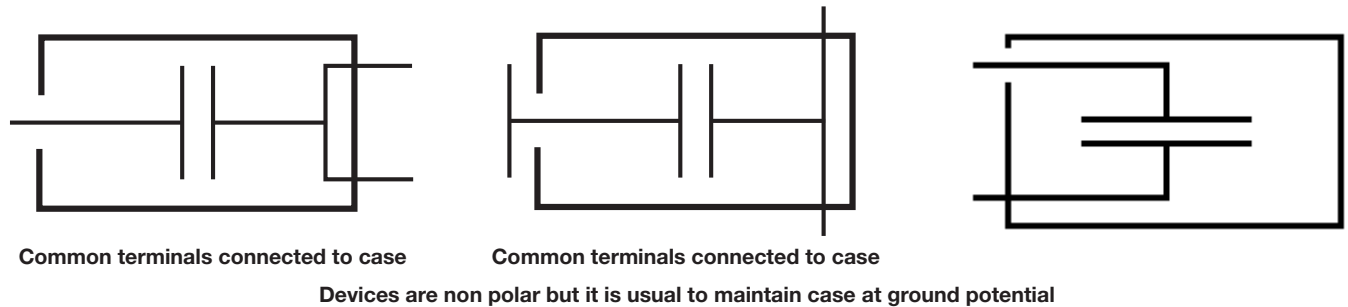 Common terminals connected to case
Common terminals connected to case
Devices are non polar but it is usual to maintain case at ground potential